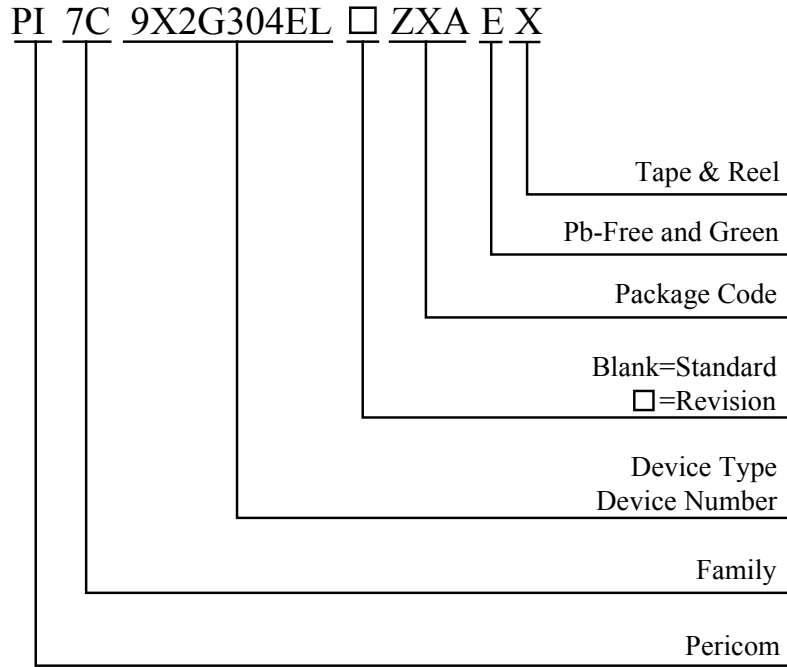 PI 7C 9X2G304EL □ ZXA E X
Tape & Reel
Pb-Free and Green
Package Code
Blank=Standard
□=Revision
Device Type
Device Number
Family
Pericom